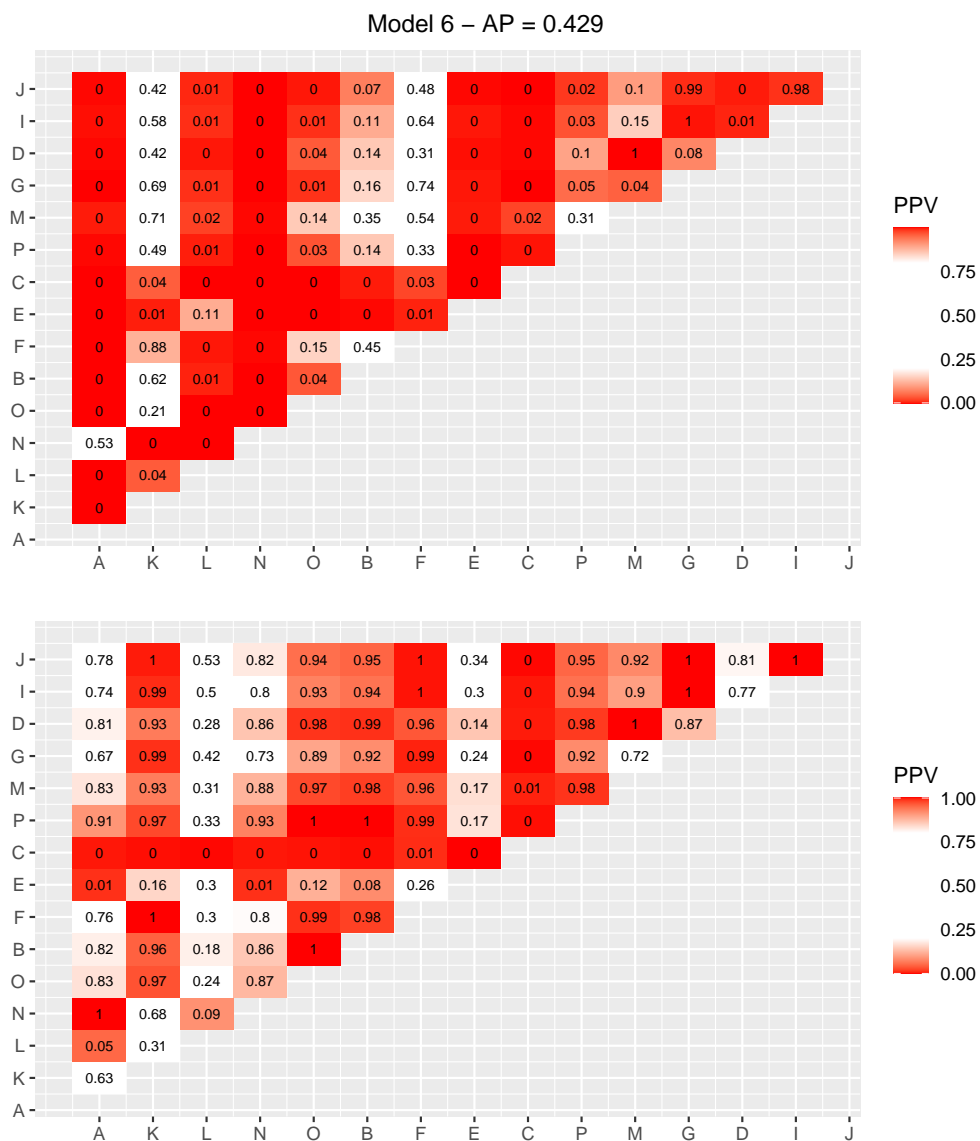 Model 6 − AP = 0.429
J 0 0.42 0.01 0 0 0.07 0.48 0 0 0.02 0.1 0.99 0 0.98
I 0 0.58 0.01 0 0.01 0.11 0.64 0 0 0.03 0.15 1 0.01
D 0 0.42 0 0 0.04 0.14 0.31 0 0 0.1 1 0.08
G 0 0.69 0.01 0 0.01 0.16 0.74 0 0 0.05 0.04
M 0 0.71 0.02 0 0.14 0.35 0.54 0 0.02 0.31
P 0 0.49 0.01 0 0.03 0.14 0.33 0 0
C 0 0.04 0 0 0 0 0.03 0
E 0 0.01 0.11 0 0 0 0.01
F 0 0.88 0 0 0.15 0.45
B 0 0.62 0.01 0 0.04
O 0 0.21 0 0
N 0.53 0 0
L 0 0.04
K 0
A
A K L N O B F E C P M G D I J
PPV
0.75
0.50
0.25
0.00
J 0.78 1 0.53 0.82 0.94 0.95 1 0.34 0 0.95 0.92 1 0.81 1
I 0.74 0.99 0.5 0.8 0.93 0.94 1 0.3 0 0.94 0.9 1 0.77
D 0.81 0.93 0.28 0.86 0.98 0.99 0.96 0.14 0 0.98 1 0.87
G 0.67 0.99 0.42 0.73 0.89 0.92 0.99 0.24 0 0.92 0.72
M 0.83 0.93 0.31 0.88 0.97 0.98 0.96 0.17 0.01 0.98
P 0.91 0.97 0.33 0.93 1 1 0.99 0.17 0
C 0 0 0 0 0 0 0.01 0
E 0.01 0.16 0.3 0.01 0.12 0.08 0.26
F 0.76 1 0.3 0.8 0.99 0.98
B 0.82 0.96 0.18 0.86 1
O 0.83 0.97 0.24 0.87
N 1 0.68 0.09
L 0.05 0.31
K 0.63
A
A K L N O B F E C P M G D I J
PPV
1.00
0.75
0.50
0.25
0.00